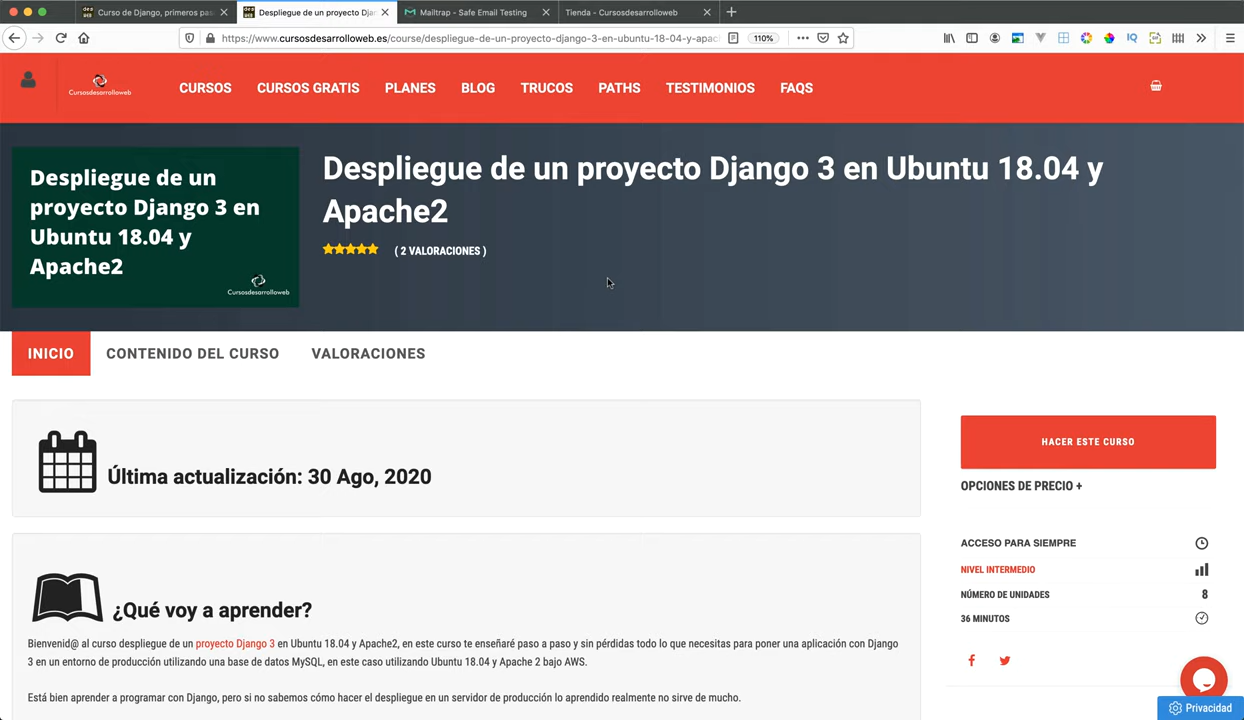 Curso de Django, primeros pas
Despliegue de un proyecto Djan
Mailtrap - Safe Email Testing
Tienda - Cursosdesarrolloweb
https://www.cursosdesarrolloweb.es/course/despliegue-de-un-proyecto-django-3-en-ubuntu-18-04-y-apac
110%
IQ
Cursosdesarrolloweb
CURSOS
CURSOS GRATIS
PLANES
BLOG
TRUCOS
PATHS
TESTIMONIOS
FAQS
Despliegue de un
proyecto Django 3 en
Ubuntu 18.04 y
Apache2
Cursosdesarrolloweb
Despliegue de un proyecto Django 3 en Ubuntu 18.04 y
Apache2
( 2 VALORACIONES )
INICIO
CONTENIDO DEL CURSO
VALORACIONES
Última actualización: 30 Ago, 2020
¿Qué voy a aprender?
Bienvenid@ al curso despliegue de un proyecto Django 3 en Ubuntu 18.04 y Apache2, en este curso te enseñaré paso a paso y sin pérdidas todo lo que necesitas para poner una aplicación con Django
3 en un entorno de producción utilizando una base de datos MySQL, en este caso utilizando Ubuntu 18.04 y Apache 2 bajo AWS.
Está bien aprender a programar con Django, pero si no sabemos cómo hacer el despliegue en un servidor de producción lo aprendido realmente no sirve de mucho.
HACER ESTE CURSO
OPCIONES DE PRECIO +
ACCESO PARA SIEMPRE
NIVEL INTERMEDIO
NÚMERO DE UNIDADES 8
36 MINUTOS
Privacidad